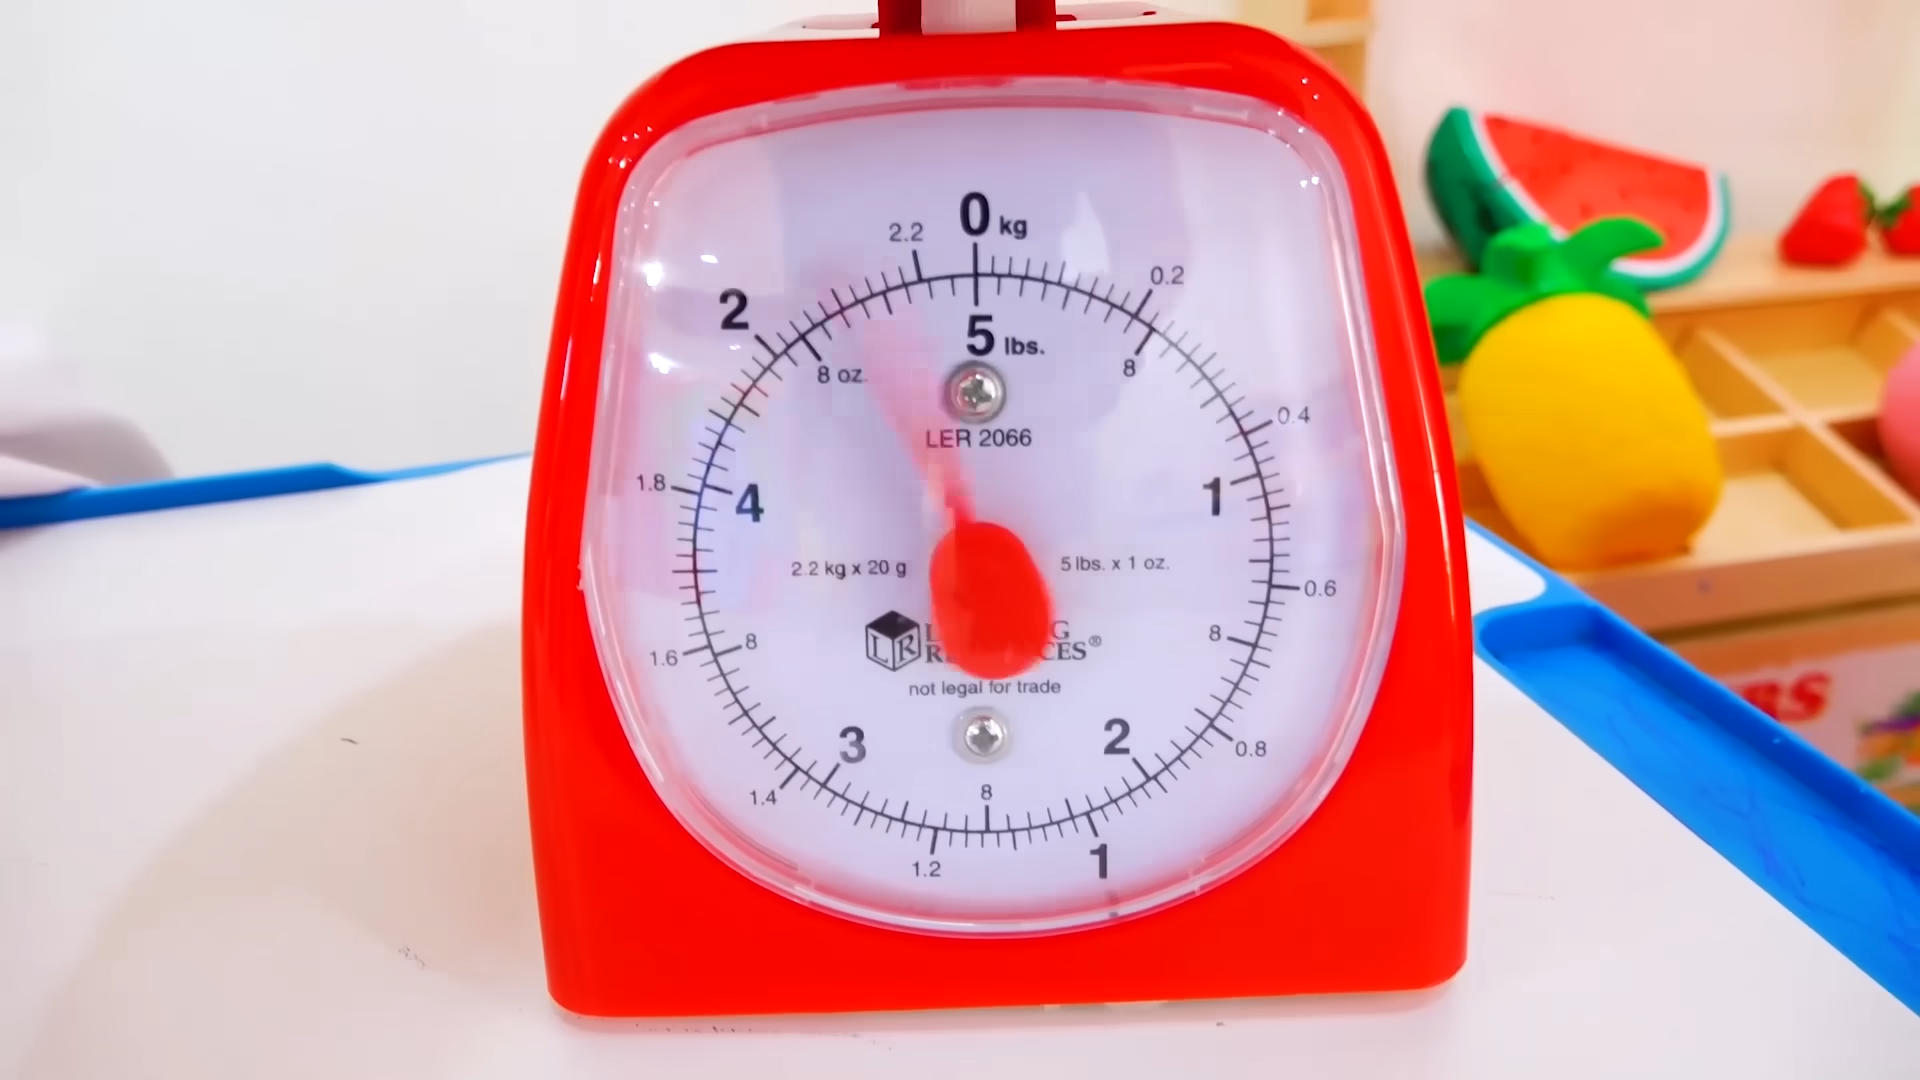 0 kg
2.2
0.2
2
5 lbs.
8 oz.
8
0.4
LER 2066
1.8
4
1
2.2 kg x 20 g
5 lbs. x 1 oz.
0.6
LR
8
8
1.6
not legal for trade
3
2
0.8
1.4
8
1.2
1